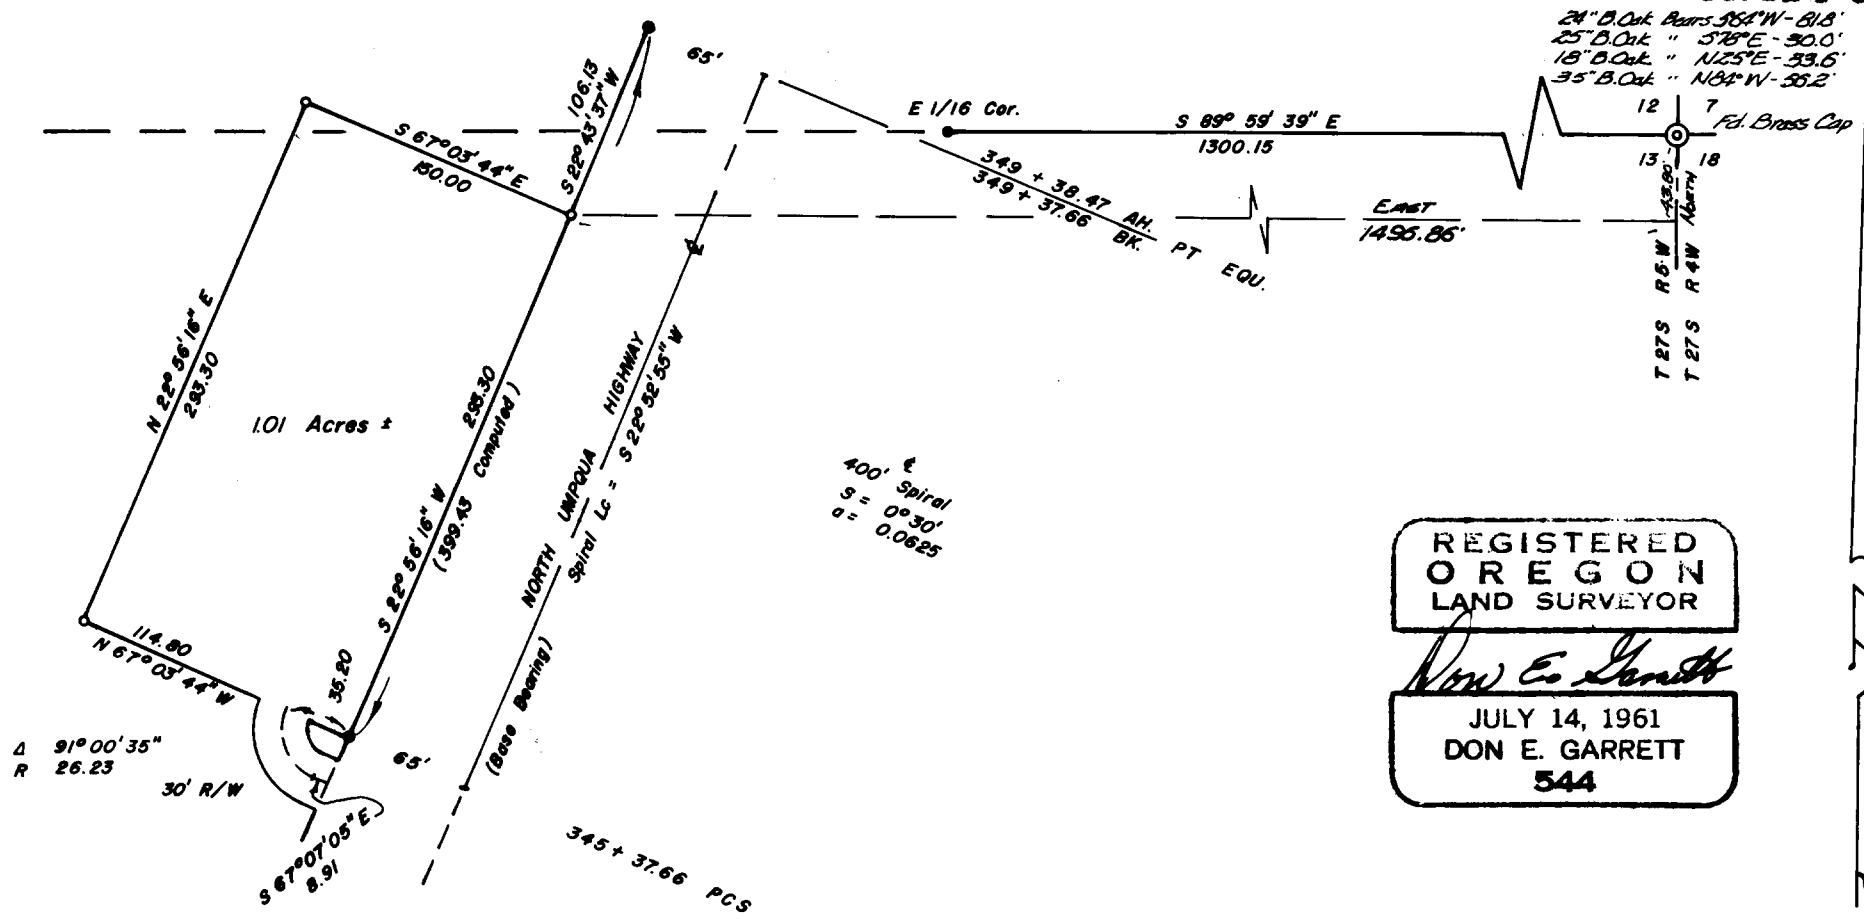 24" B.Oak Bears S64°W - 81.8'
25" B.Oak " S78°E - 30.0'
18" B.Oak " N25°E - 33.6'
35" B.Oak " N84°W - 56.2'
12 7
Fd. Brass Cap
13 18
43.80'
North
65'
106.13
S 22° 43' 37" W
E 1/16 Cor.
S 89° 59' 39" E
1300.15
S 67° 03' 44" E
150.00
349 + 38.47 AH.
349 + 37.66 BK.
PT EQU.
EAST
1496.86'
T 27 S R 5 W
T 27 S R 4 W
N 22° 56' 16" E
293.30
1.01 Acres ±
293.30
S 22° 56' 16" W
(399.43 Computed)
NORTH UMPQUA HIGHWAY
Spiral Lc = S 22° 52' 55" W
(Base Bearing)
400' ℄ Spiral
S = 0° 30'
a = 0.0625
114.80
N 67° 03' 44" W
35.20
Δ 91° 00' 35"
R 26.23
30' R/W
65'
S 67° 07' 05" E
8.91
345 + 37.66 PCS
REGISTERED
OREGON
LAND SURVEYOR
Don E. Garrett
JULY 14, 1961
DON E. GARRETT
544